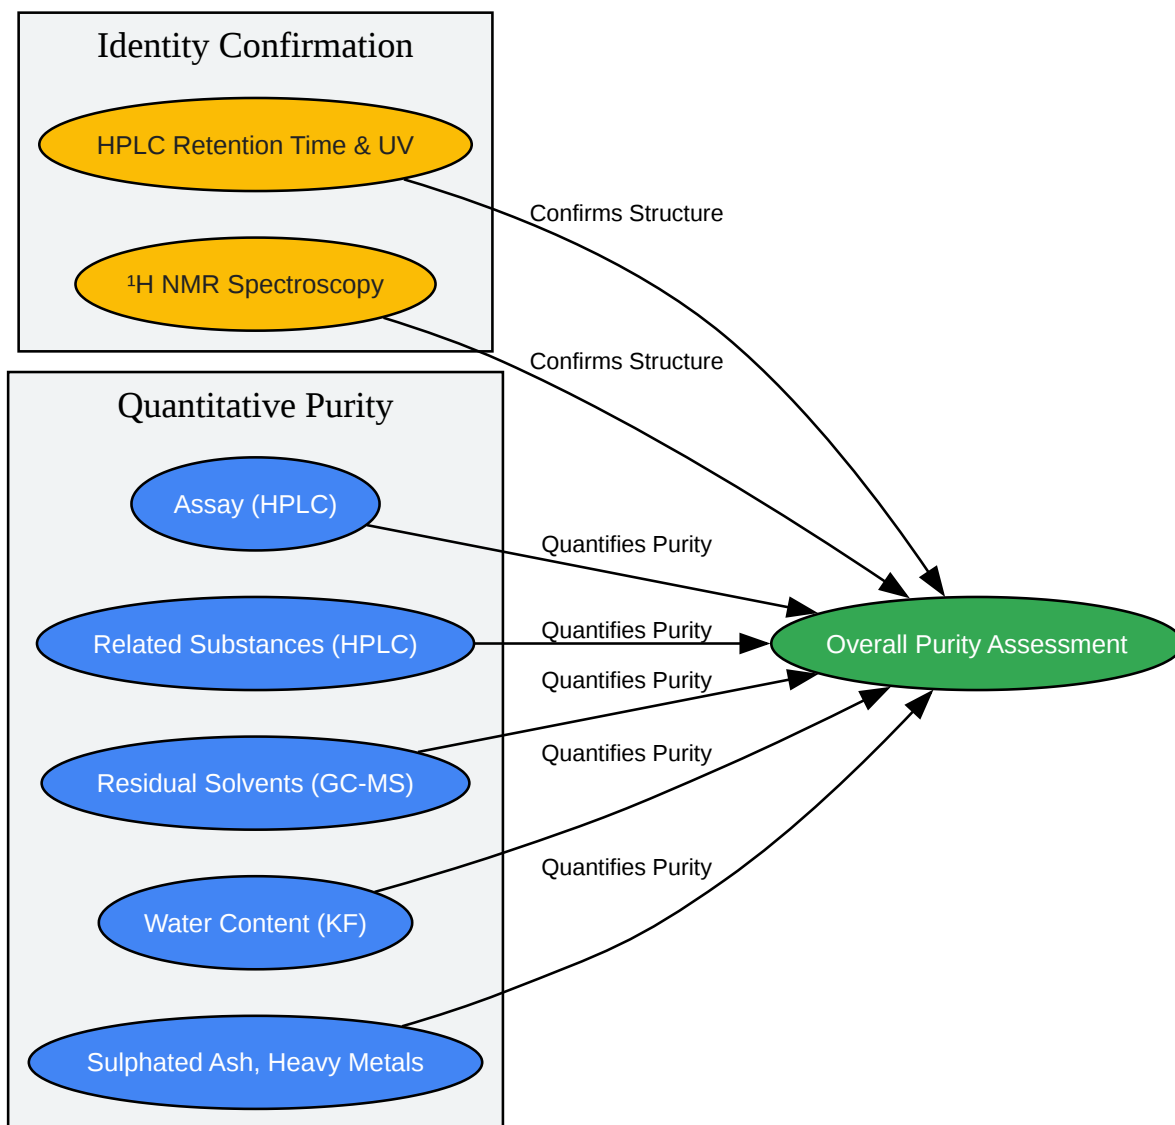 Identity Confirmation
HPLC Retention Time & UV
Confirms Structure
¹H NMR Spectroscopy
Confirms Structure
Quantitative Purity
Assay (HPLC)
Quantifies Purity
Related Substances (HPLC)
Quantifies Purity
Overall Purity Assessment
Quantifies Purity
Residual Solvents (GC-MS)
Quantifies Purity
Water Content (KF)
Quantifies Purity
Sulphated Ash, Heavy Metals